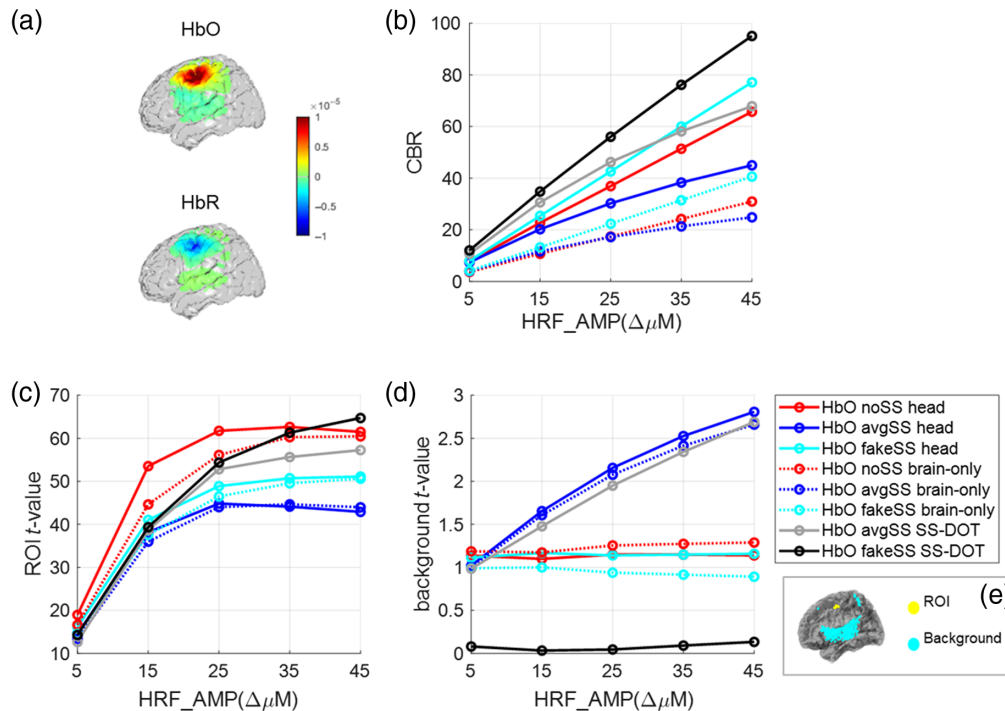 (a)
HbO
×10⁻⁵
1
0.5
0
−0.5
−1
HbR
(b)
CBR
100
80
60
40
20
0
5 15 25 35 45
HRF_AMP(ΔμM)
(c)
ROI t-value
70
60
50
40
30
20
10
5 15 25 35 45
HRF_AMP(ΔμM)
(d)
background t-value
3
2.5
2
1.5
1
0.5
0
5 15 25 35 45
HRF_AMP(ΔμM)
HbO noSS head
HbO avgSS head
HbO fakeSS head
HbO noSS brain-only
HbO avgSS brain-only
HbO fakeSS brain-only
HbO avgSS SS-DOT
HbO fakeSS SS-DOT
(e)
ROI
Background